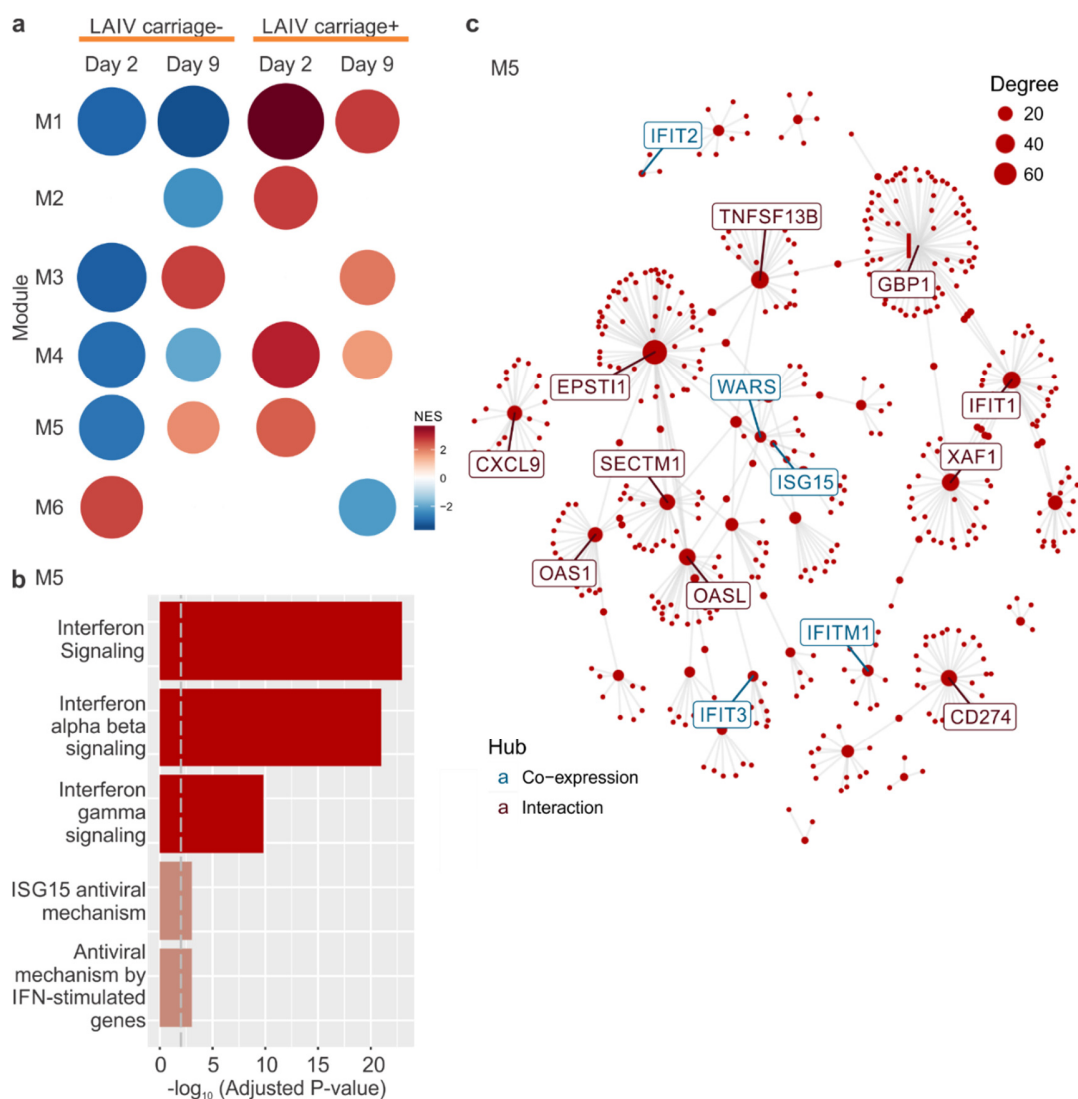 a
LAIV carriage-
LAIV carriage+
Day 2
Day 9
Day 2
Day 9
Module
M1
M2
M3
M4
M5
M6
NES
2
0
−2
b
M5
Interferon
Signaling
Interferon
alpha beta
signaling
Interferon
gamma
signaling
ISG15 antiviral
mechanism
Antiviral
mechanism by
IFN-stimulated
genes
0
5
10
15
20
-log10 (Adjusted P-value)
c
M5
Degree
20
40
60
IFIT2
TNFSF13B
GBP1
EPSTI1
WARS
IFIT1
CXCL9
SECTM1
ISG15
XAF1
OAS1
OASL
IFITM1
IFIT3
CD274
Hub
a Co−expression
a Interaction